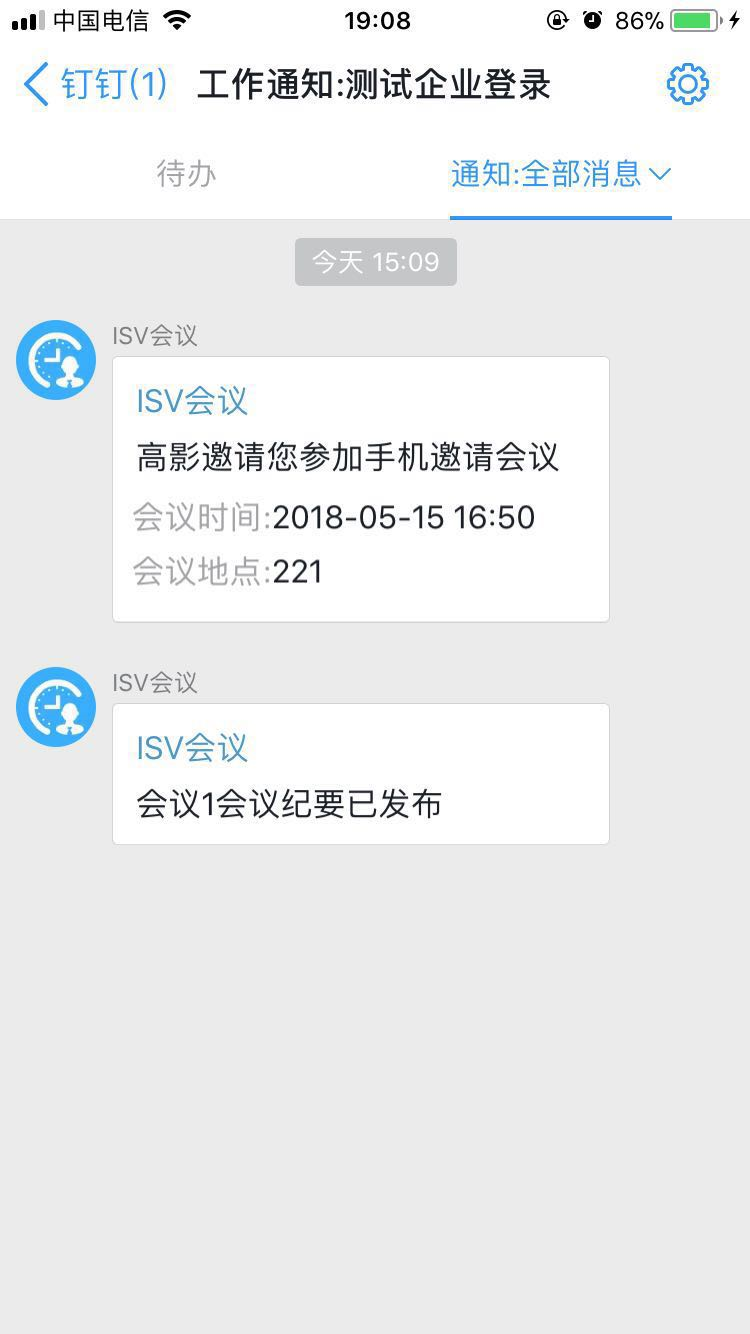 中国电信 19:08 86%
钉钉(1) 工作通知:测试企业登录
待办 通知:全部消息
今天 15:09
ISV会议
ISV会议
高影邀请您参加手机邀请会议
会议时间:2018-05-15 16:50
会议地点:221
ISV会议
ISV会议
会议1会议纪要已发布